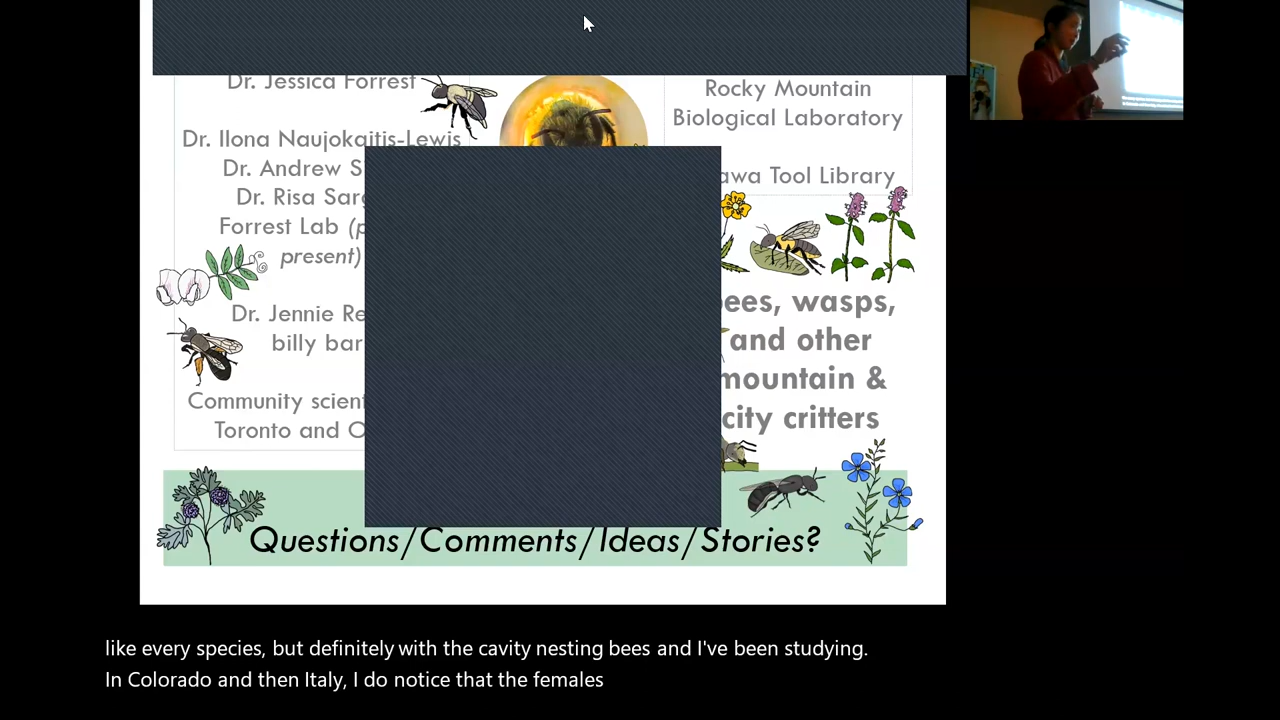 Dr. Jessica Forrest
Dr. Ilona Naujokaitis-Lewis
Dr. Andrew S
Dr. Risa Sarg
Forrest Lab (p
present)
Dr. Jennie Re
billy bar
Community scient
Toronto and O
Rocky Mountain
Biological Laboratory
awa Tool Library
bees, wasps,
and other
mountain &
city critters
Questions/Comments/Ideas/Stories?
like every species, but definitely with the cavity nesting bees and I've been studying.
In Colorado and then Italy, I do notice that the females